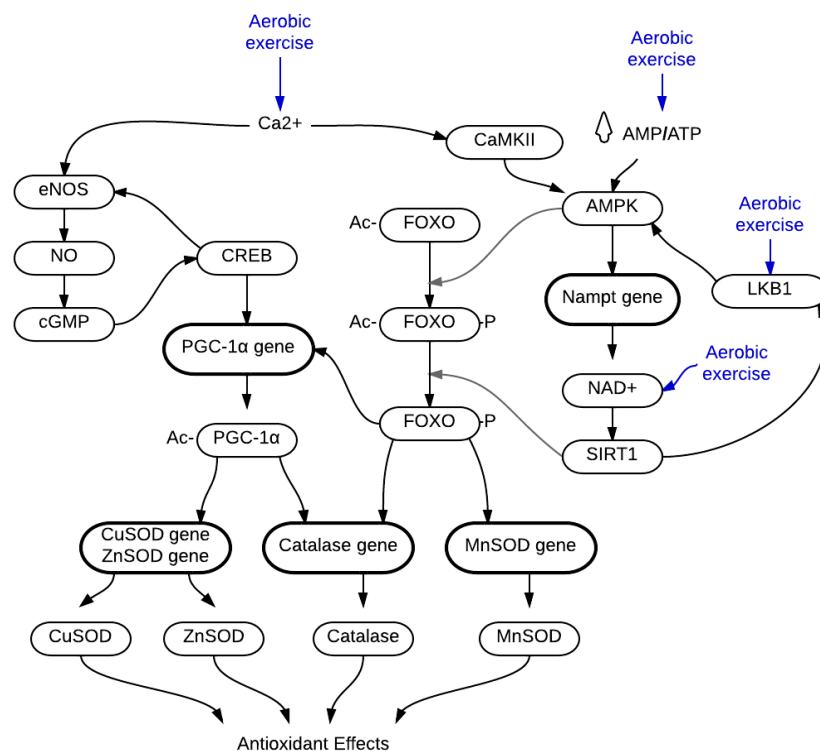 Aerobic
exercise
Aerobic
exercise
Ca2+
CaMKII
AMP/ATP
eNOS
AMPK
Ac-
FOXO
Aerobic
exercise
NO
CREB
Nampt gene
LKB1
cGMP
Ac-
FOXO
-P
PGC-1α gene
Aerobic
exercise
NAD+
Ac-
PGC-1α
FOXO
-P
SIRT1
CuSOD gene
ZnSOD gene
Catalase gene
MnSOD gene
CuSOD
ZnSOD
Catalase
MnSOD
Antioxidant Effects